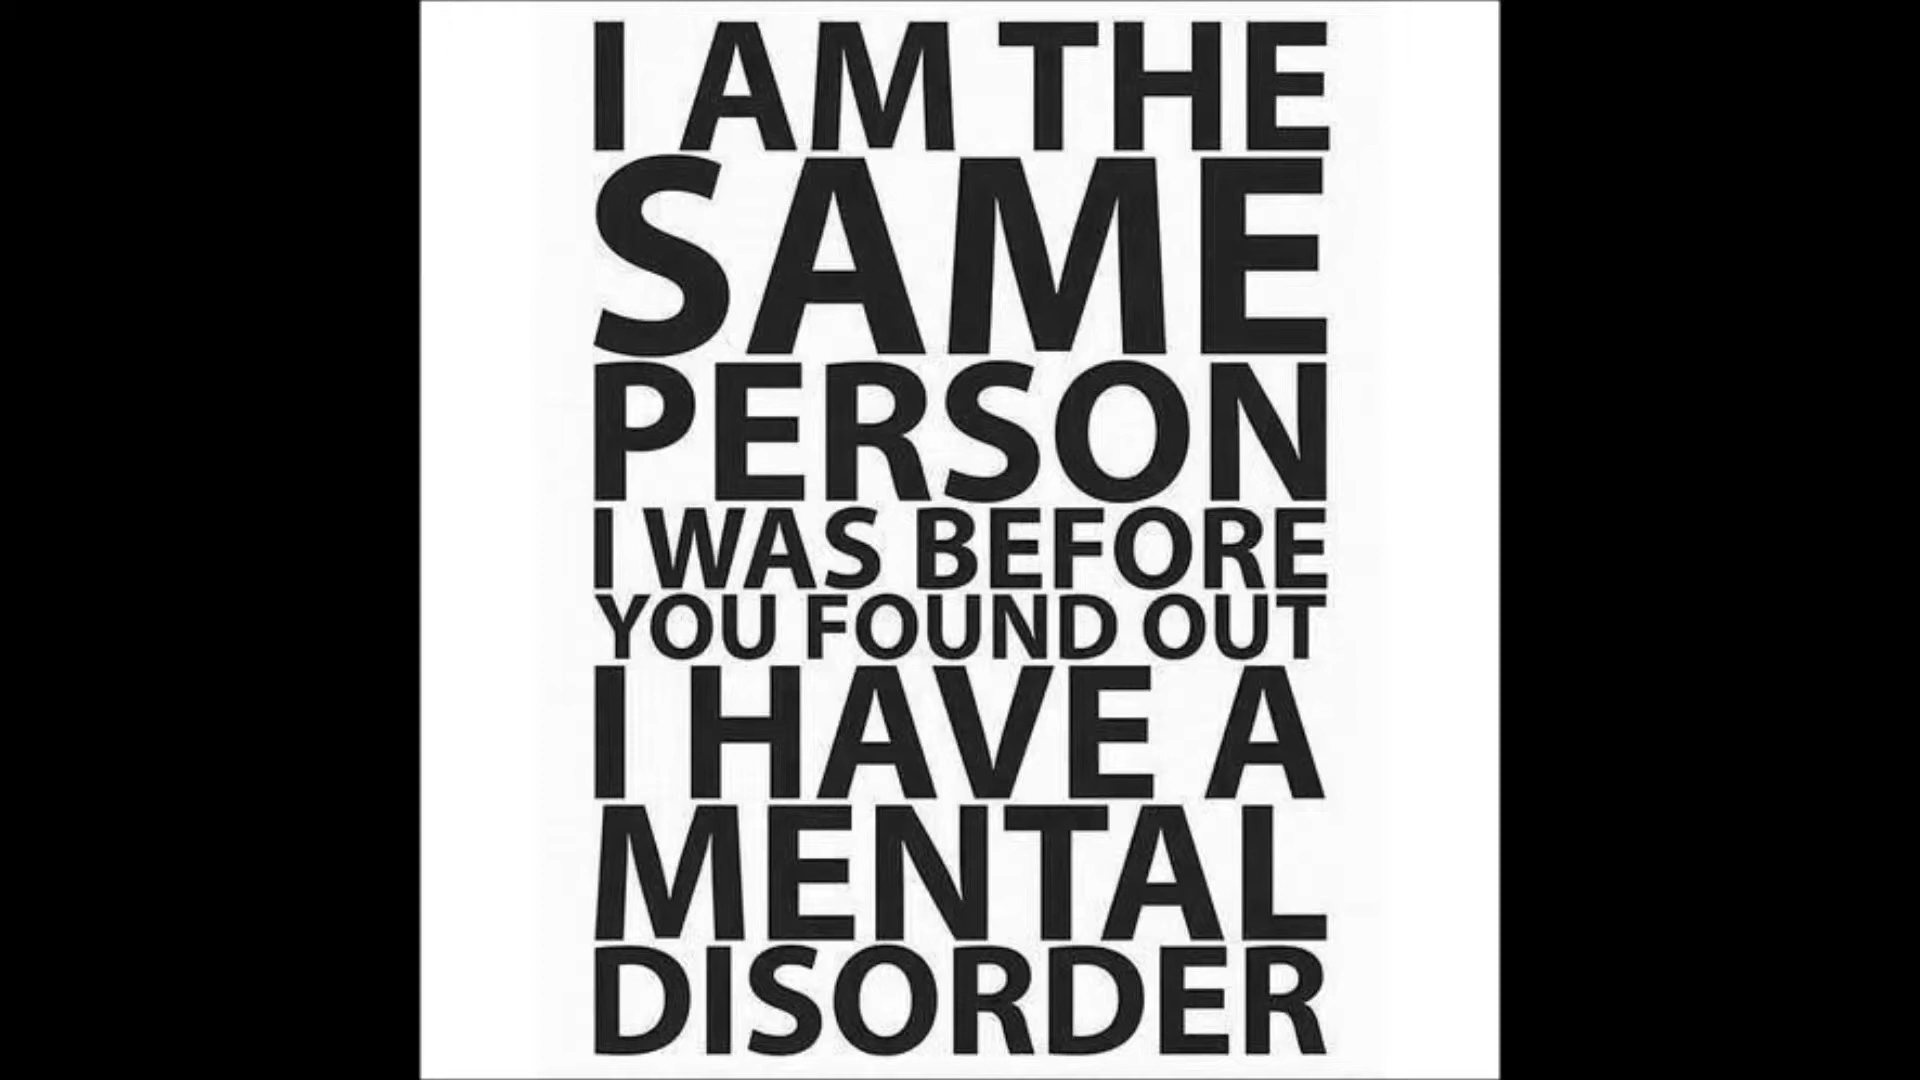 I AM THE
SAME
PERSON
I WAS BEFORE
YOU FOUND OUT
I HAVE A
MENTAL
DISORDER